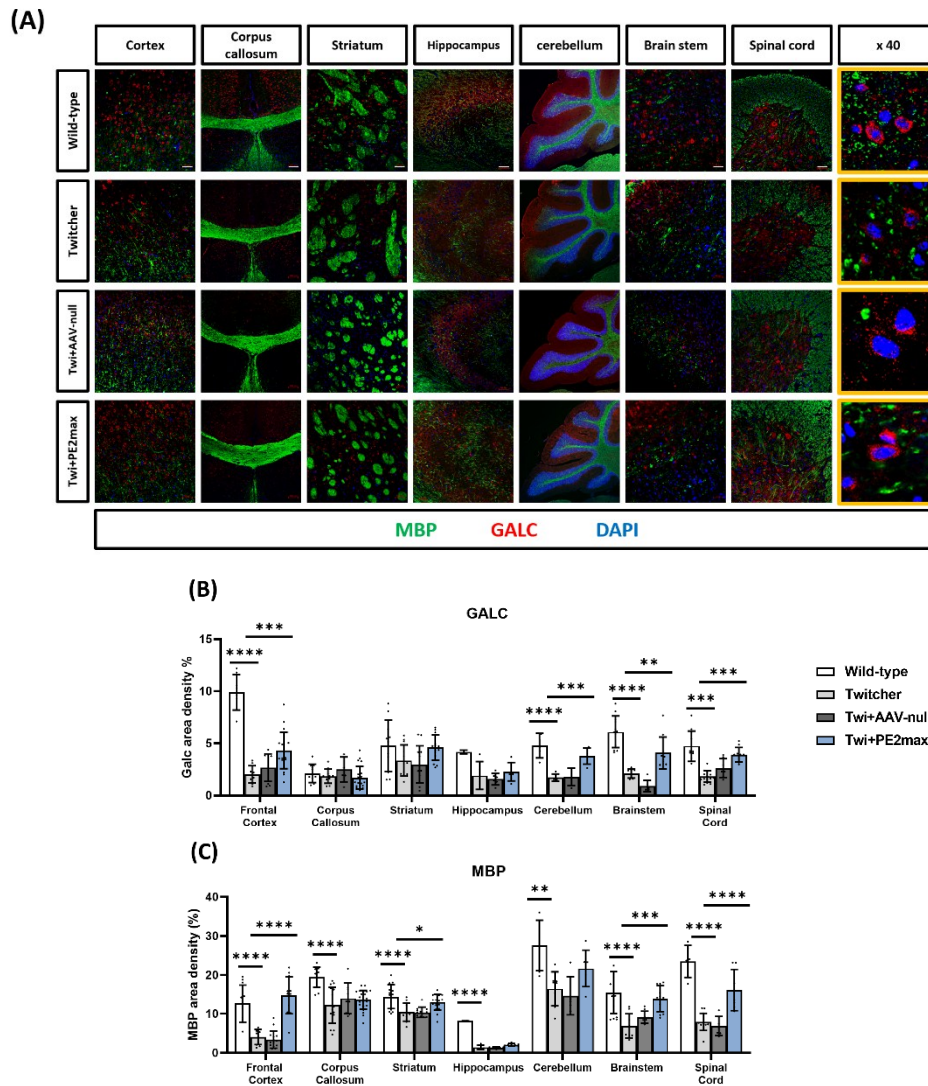 (A)
Cortex
Corpus
callosum
Striatum
Hippocampus
cerebellum
Brain stem
Spinal cord
x 40
Wild-type
Twitcher
Twi+AAV-null
Twi+PE2max
MBP GALC DAPI
(B)
GALC
Galc area density %
15
10
5
0
**** ***
**** ***
**** **
*** ***
Frontal
Cortex
Corpus
Callosum
Striatum
Hippocampus
Cerebellum
Brainstem
Spinal
Cord
Wild-type
Twitcher
Twi+AAV-null
Twi+PE2max
(C)
MBP
MBP area density (%)
40
30
20
10
0
**** ****
****
**** *
****
**
**** ***
**** ****
Frontal
Cortex
Corpus
Callosum
Striatum
Hippocampus
Cerebellum
Brainstem
Spinal
Cord